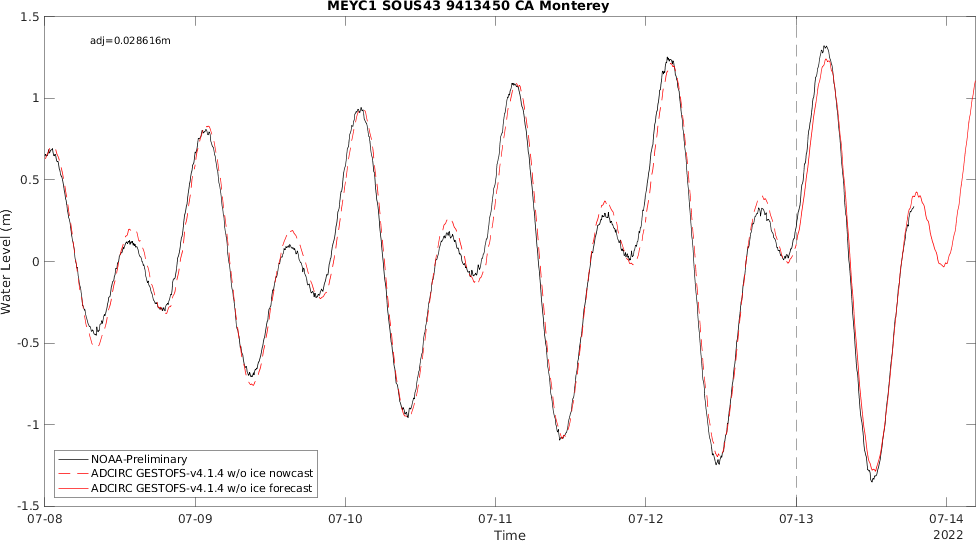 MEYC1 SOUS43 9413450 CA Monterey
adj=0.028616m
1.5
1
0.5
0
-0.5
-1
-1.5
Water Level (m)
NOAA-Preliminary
ADCIRC GESTOFS-v4.1.4 w/o ice nowcast
ADCIRC GESTOFS-v4.1.4 w/o ice forecast
07-08 07-09 07-10 07-11 07-12 07-13 07-14
Time
2022